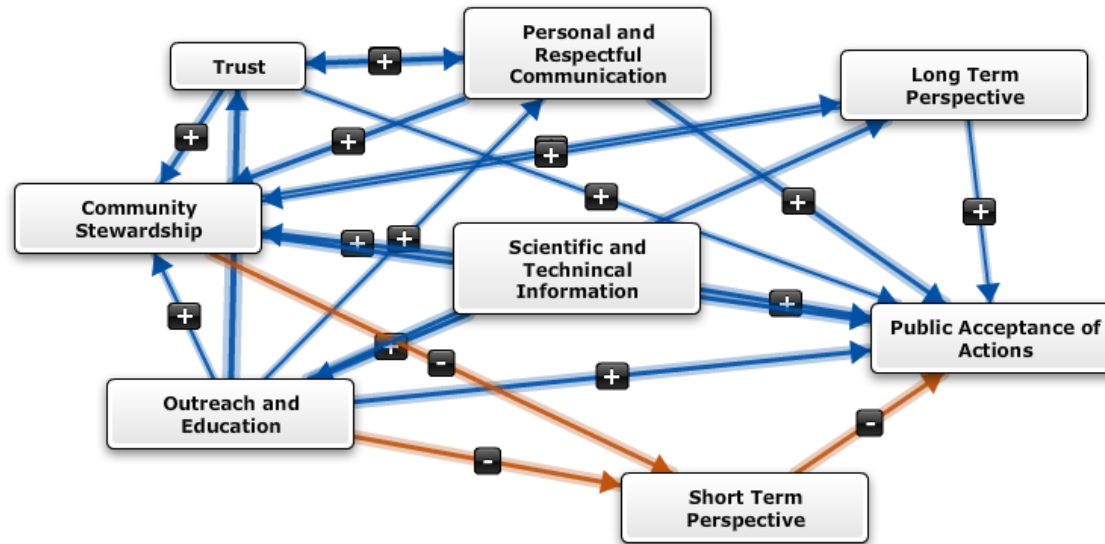 Personal and
Respectful
Communication
Trust
+
Long Term
Perspective
+
+
+
+
+
+
Community
Stewardship
Scientific and
Technincal
Information
+
+
+
+
+
-
Public Acceptance of
Actions
+
Outreach and
Education
-
-
Short Term
Perspective